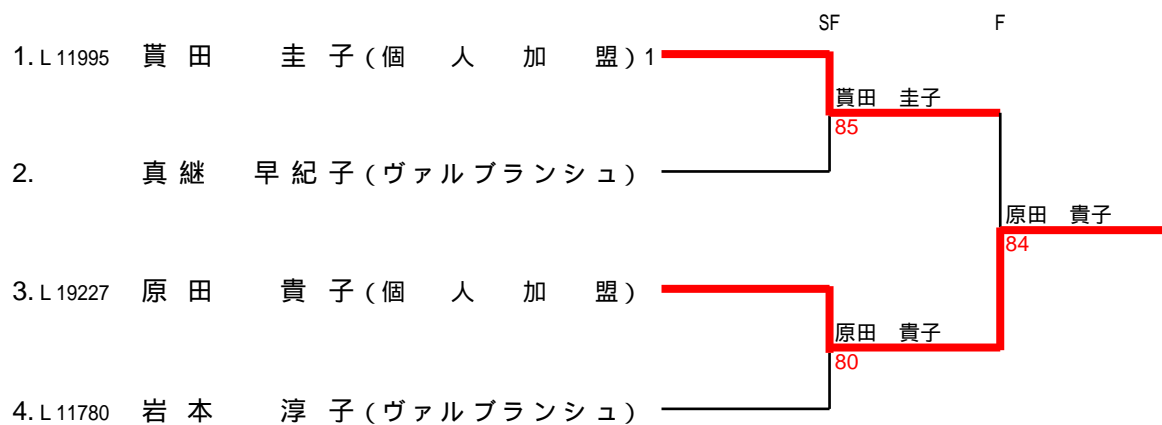 SF F
1. L 11995 貰田 圭子(個人加盟) 1
貰田 圭子
85
2. 真継 早紀子(ヴァルブランシュ)
原田 貴子
84
3. L 19227 原田 貴子(個人加盟)
原田 貴子
80
4. L 11780 岩本 淳子(ヴァルブランシュ)